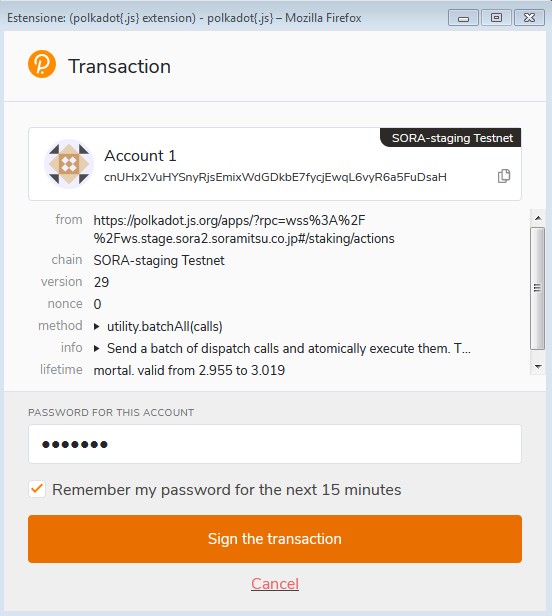 Estensione: (polkadot{.js} extension) - polkadot{.js} – Mozilla Firefox
Transaction
SORA-staging Testnet
Account 1
cnUHx2VuHYSnyRjsEmixWdGDkbE7fycjEwqL6vyR6a5FuDsaH
from https://polkadot.js.org/apps/?rpc=wss%3A%2F
%2Fws.stage.sora2.soramitsu.co.jp#/staking/actions
chain SORA-staging Testnet
version 29
nonce 0
method utility.batchAll(calls)
info Send a batch of dispatch calls and atomically execute them. T...
lifetime mortal. valid from 2.955 to 3.019
PASSWORD FOR THIS ACCOUNT
●●●●●●●
Remember my password for the next 15 minutes
Sign the transaction
Cancel